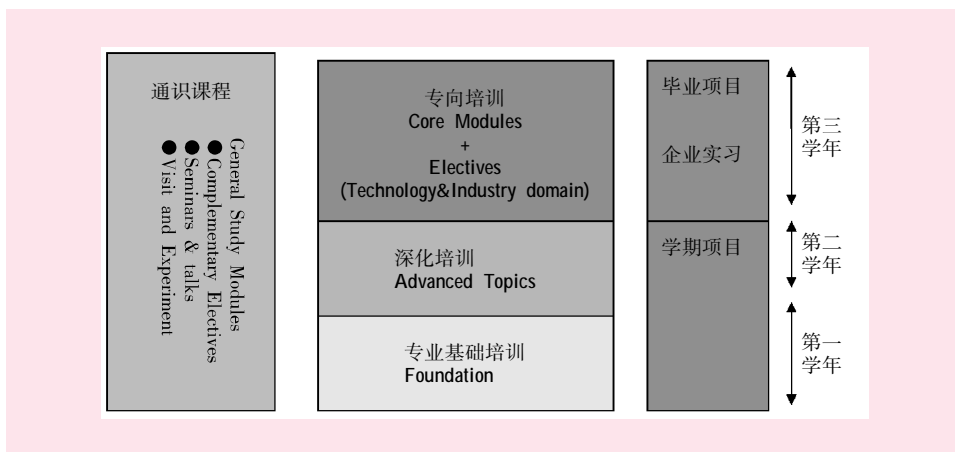 通识课程
General Study Modules
●Complementary Electives
●Seminars & talks
●Visit and Experiment
专向培训
Core Modules
+
Electives
(Technology&Industry domain)
深化培训
Advanced Topics
专业基础培训
Foundation
毕业项目
企业实习
学期项目
第三
学年
第二
学年
第一
学年